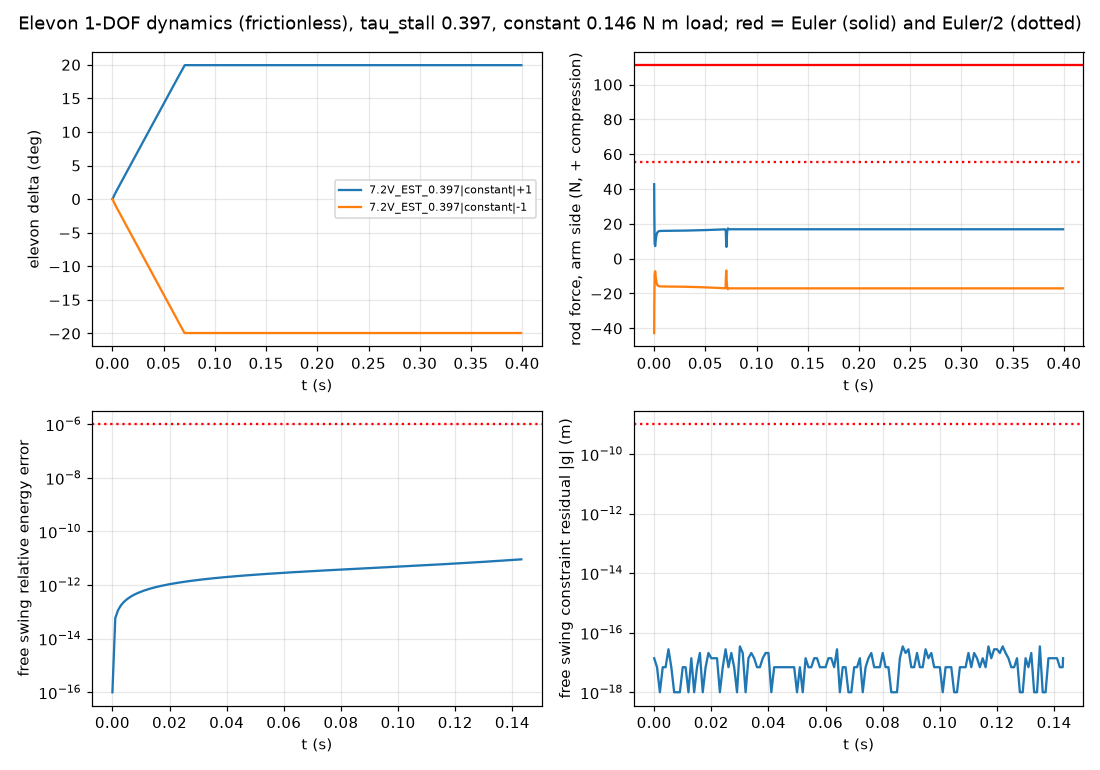 Elevon 1-DOF dynamics (frictionless), tau_stall 0.397, constant 0.146 N m load; red = Euler (solid) and Euler/2 (dotted)
elevon delta (deg)
20
15
10
5
0
−5
−10
−15
−20
7.2V_EST_0.397|constant|+1
7.2V_EST_0.397|constant|-1
0.00 0.05 0.10 0.15 0.20 0.25 0.30 0.35 0.40
t (s)
rod force, arm side (N, + compression)
100
80
60
40
20
0
−20
−40
0.00 0.05 0.10 0.15 0.20 0.25 0.30 0.35 0.40
t (s)
free swing relative energy error
10⁻⁶
10⁻⁸
10⁻¹⁰
10⁻¹²
10⁻¹⁴
10⁻¹⁶
0.00 0.02 0.04 0.06 0.08 0.10 0.12 0.14
t (s)
free swing constraint residual |g| (m)
10⁻¹⁰
10⁻¹²
10⁻¹⁴
10⁻¹⁶
10⁻¹⁸
0.00 0.02 0.04 0.06 0.08 0.10 0.12 0.14
t (s)